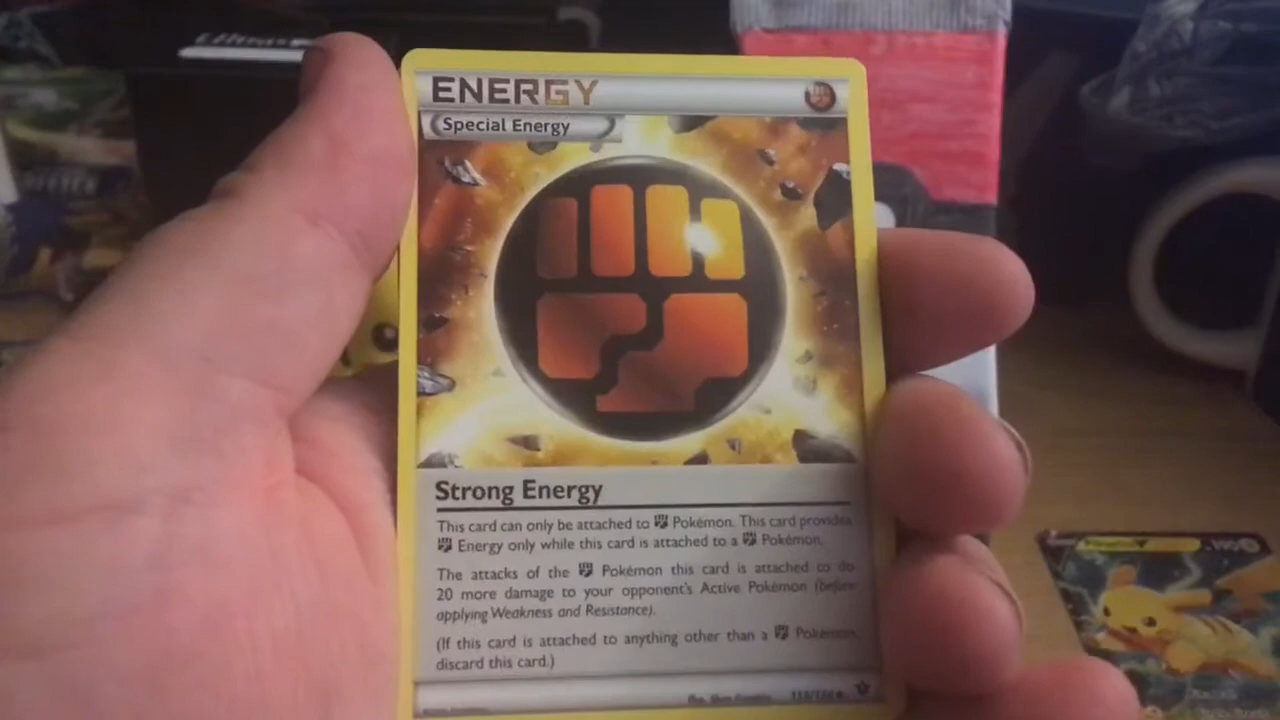 ENERGY
Special Energy
Strong Energy
This card can only be attached to Pokémon. This card provides
Energy only while this card is attached to a Pokémon.
The attacks of the Pokémon this card is attached to do
20 more damage to your opponent's Active Pokémon (before
applying Weakness and Resistance).
(If this card is attached to anything other than a Pokémon,
discard this card.)